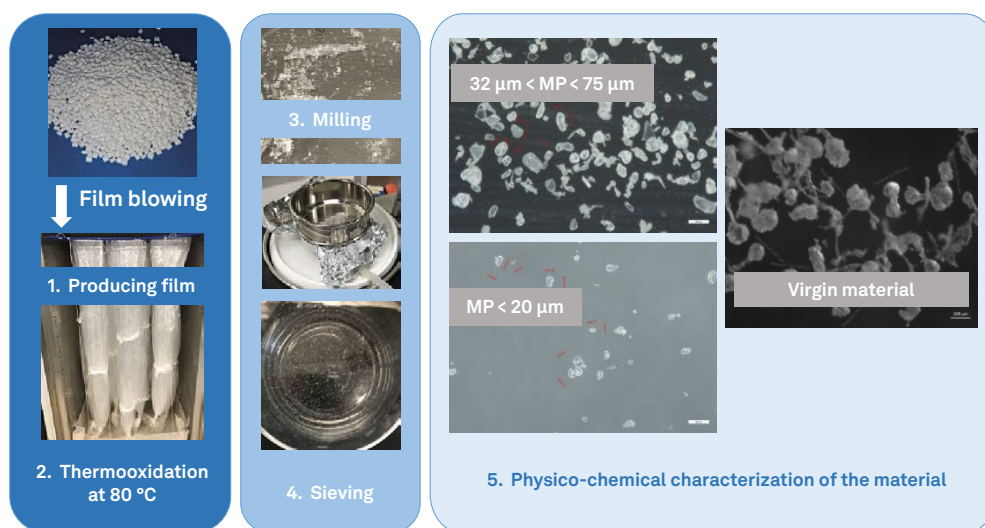 Film blowing
1. Producing film
2. Thermooxidation
at 80 °C
3. Milling
4. Sieving
32 µm < MP < 75 µm
MP < 20 µm
Virgin material
5. Physico-chemical characterization of the material